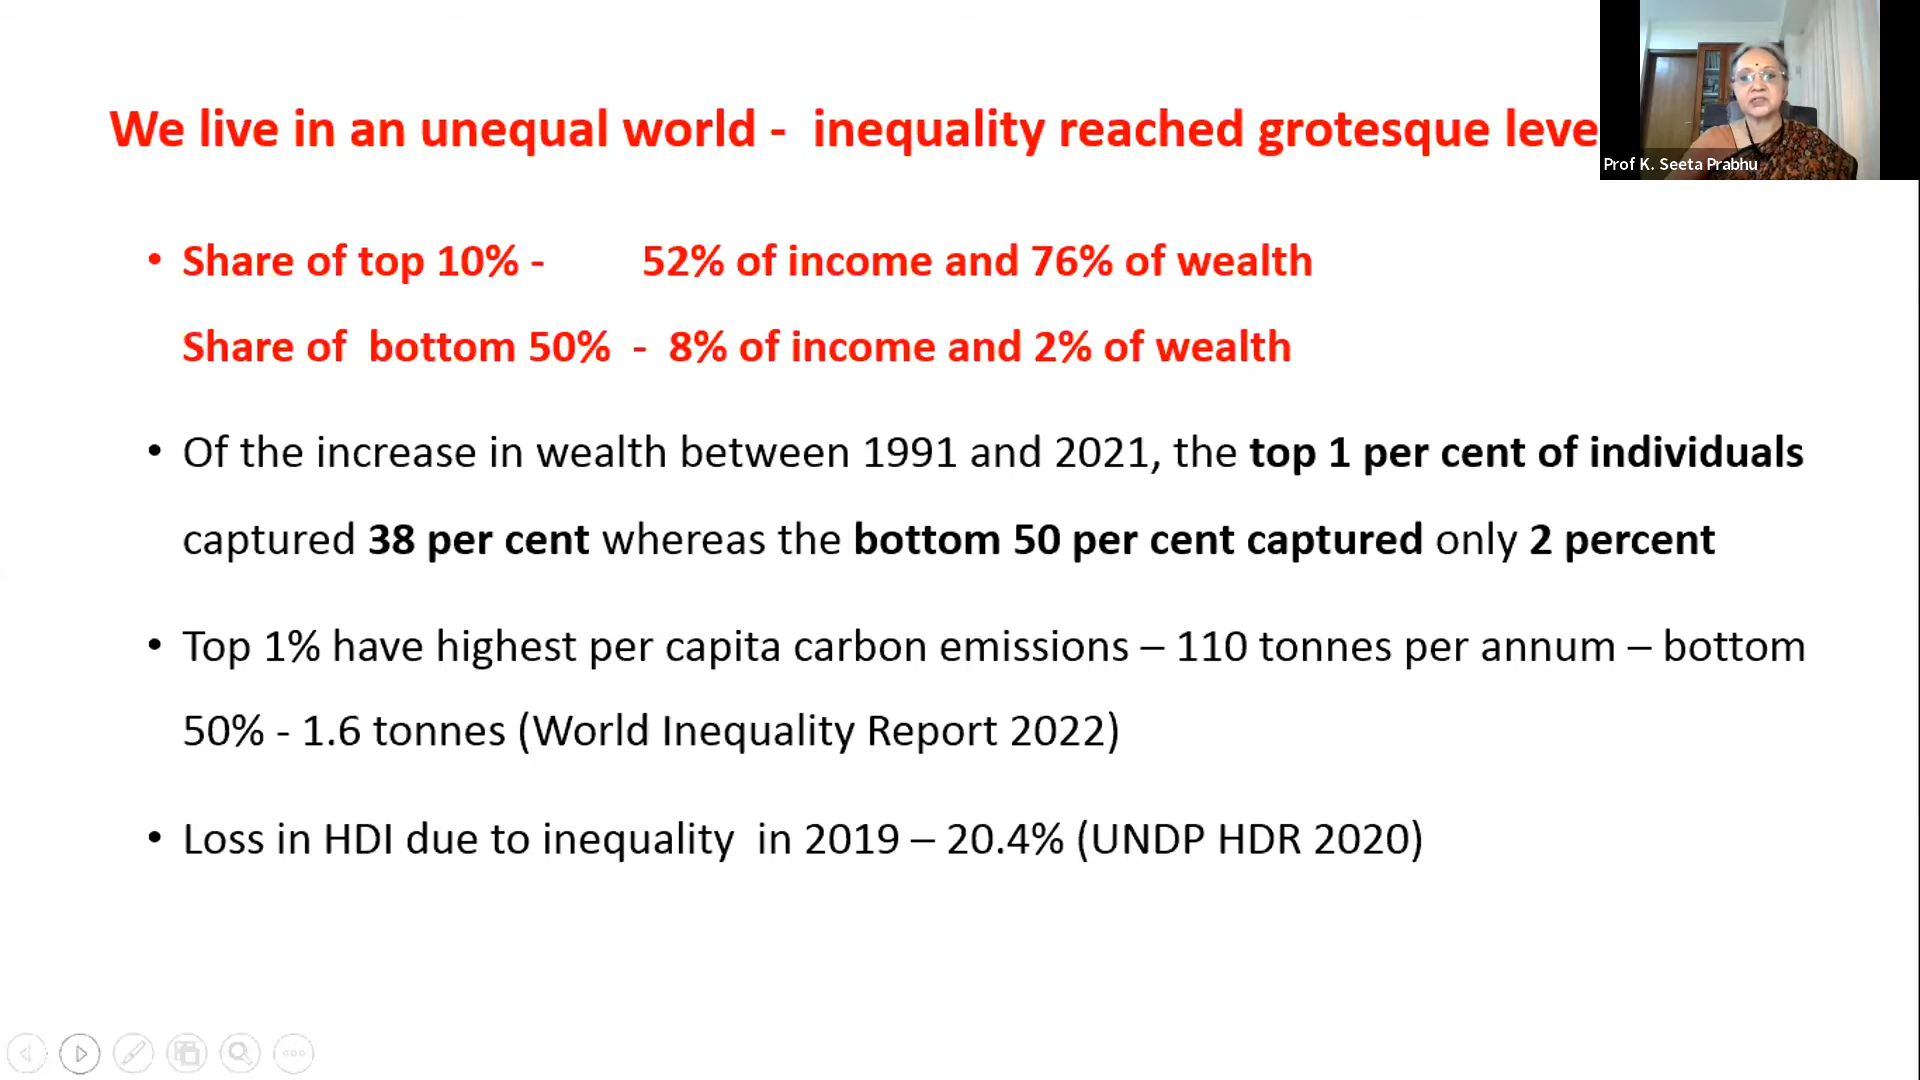 We live in an unequal world - inequality reached grotesque leve
Prof K. Seeta Prabhu
• Share of top 10% - 52% of income and 76% of wealth
Share of bottom 50% - 8% of income and 2% of wealth
• Of the increase in wealth between 1991 and 2021, the top 1 per cent of individuals
captured 38 per cent whereas the bottom 50 per cent captured only 2 percent
• Top 1% have highest per capita carbon emissions – 110 tonnes per annum – bottom
50% - 1.6 tonnes (World Inequality Report 2022)
• Loss in HDI due to inequality in 2019 – 20.4% (UNDP HDR 2020)